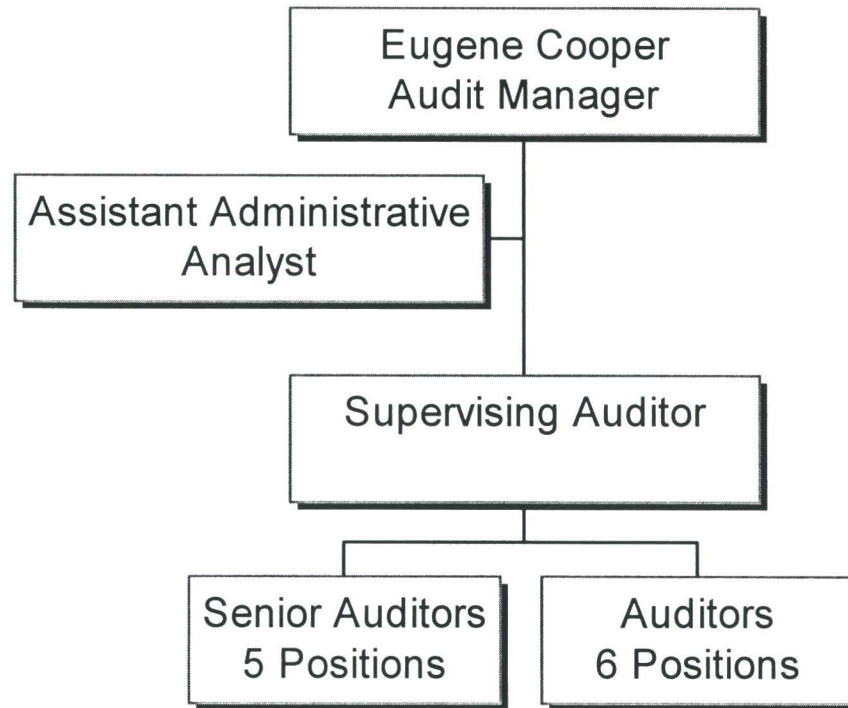 Eugene Cooper
Audit Manager
Assistant Administrative
Analyst
Supervising Auditor
Senior Auditors
5 Positions
Auditors
6 Positions